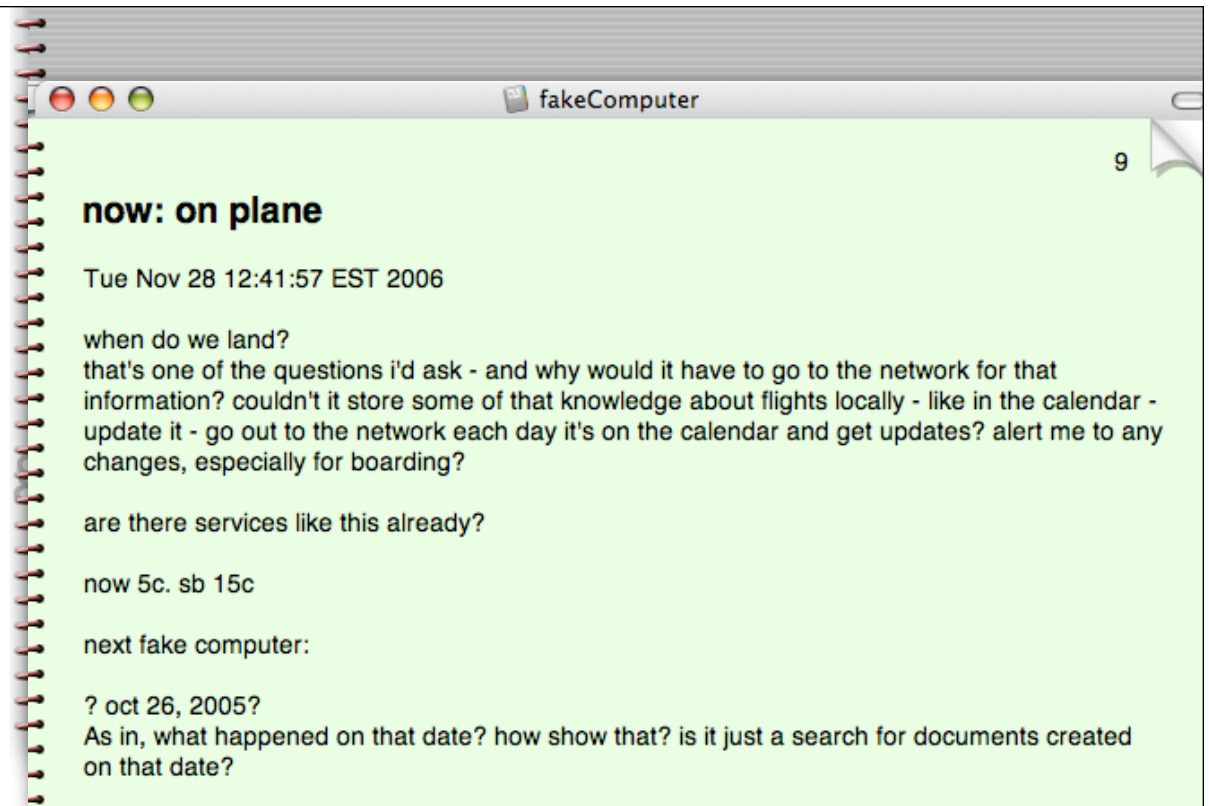 fakeComputer
9
now: on plane
Tue Nov 28 12:41:57 EST 2006
when do we land?
that's one of the questions i'd ask - and why would it have to go to the network for that
information? couldn't it store some of that knowledge about flights locally - like in the calendar -
update it - go out to the network each day it's on the calendar and get updates? alert me to any
changes, especially for boarding?
are there services like this already?
now 5c. sb 15c
next fake computer:
? oct 26, 2005?
As in, what happened on that date? how show that? is it just a search for documents created
on that date?